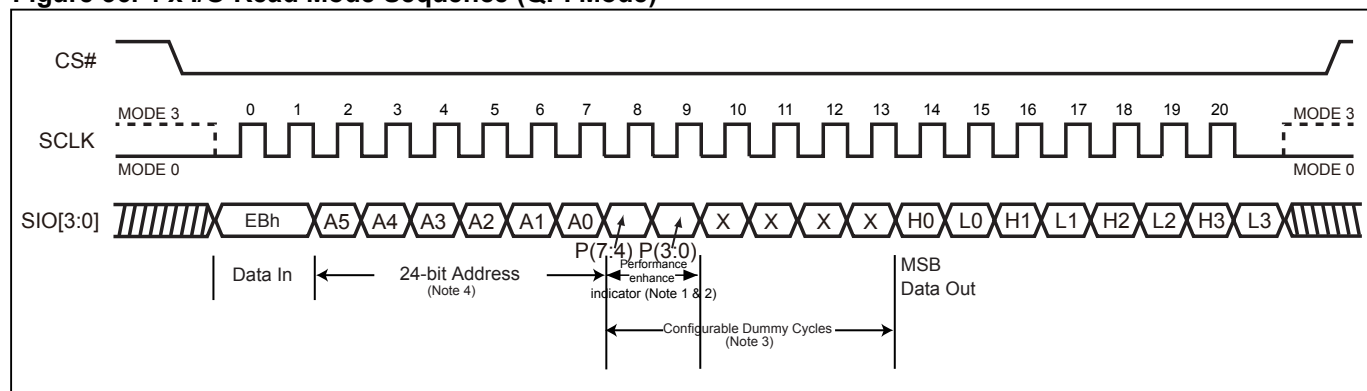 Figure 4 x I/O Read Mode Sequence (QPI Mode)
CS#
MODE 3 0 1 2 3 4 5 6 7 8 9 10 11 12 13 14 15 16 17 18 19 20 MODE 3
SCLK
MODE 0 MODE 0
SIO[3:0] EBh A5 A4 A3 A2 A1 A0 X X X X H0 L0 H1 L1 H2 L2 H3 L3
P(7:4) P(3:0)
Data In
24-bit Address
(Note 4)
Performance
enhance
indicator (Note 1 & 2)
MSB
Data Out
Configurable Dummy Cycles
(Note 3)